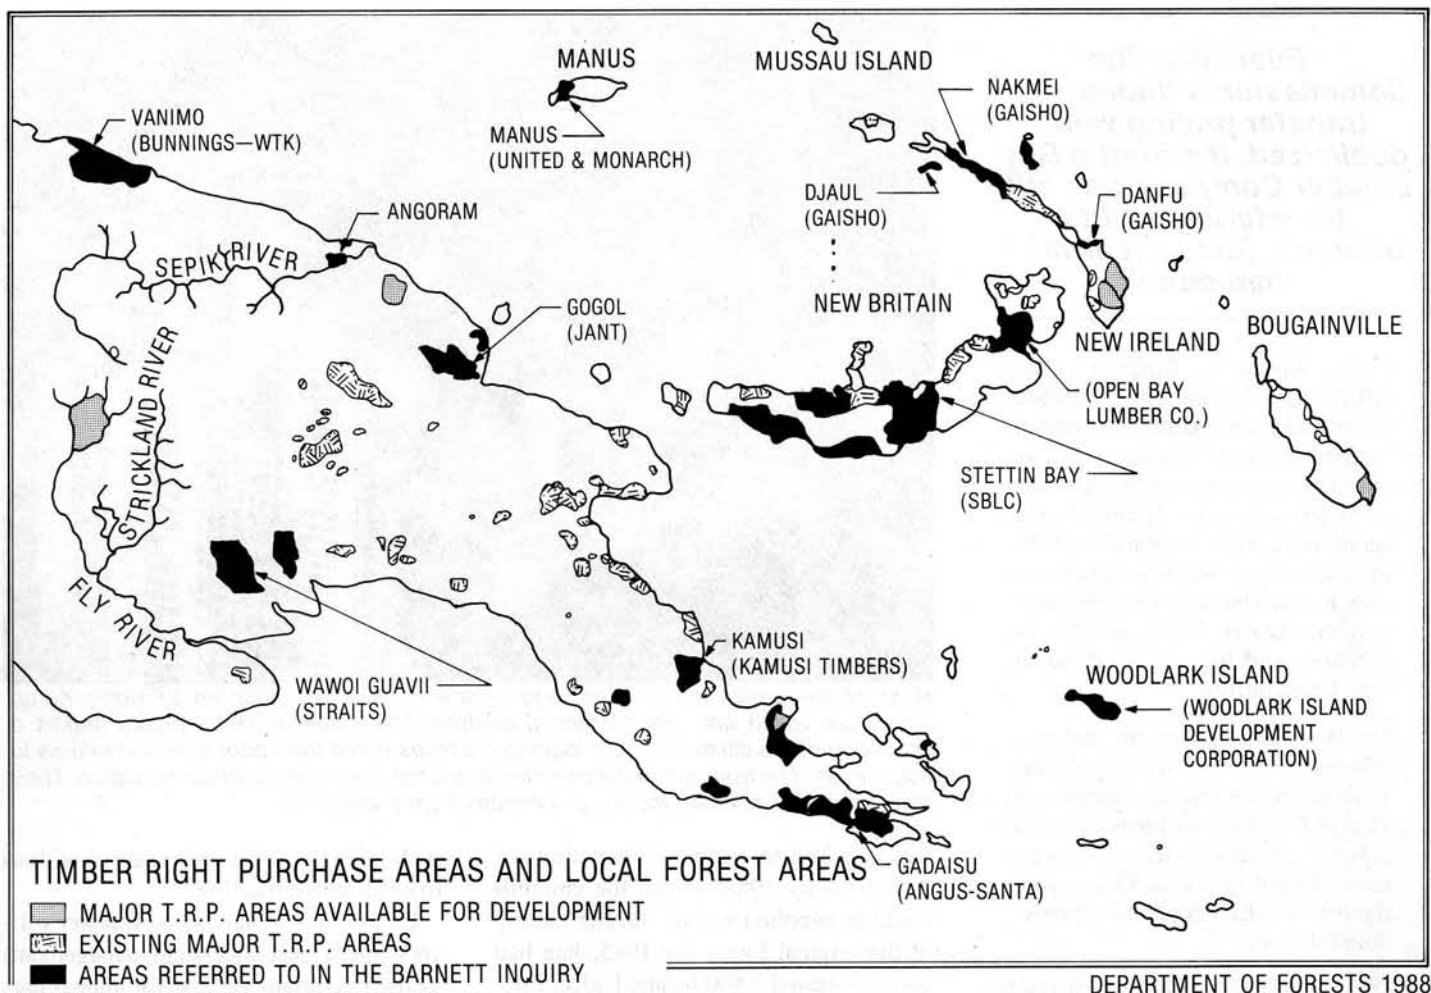 MANUS
MUSSAU ISLAND
NAKMEI
(GAISHO)
VANIMO
(BUNNINGS—WTK)
MANUS
(UNITED & MONARCH)
DJAUL
(GAISHO)
DANFU
(GAISHO)
ANGORAM
SEPIK RIVER
GOGOL
(JANT)
NEW BRITAIN
NEW IRELAND
BOUGAINVILLE
(OPEN BAY
LUMBER CO.)
STRICKLAND RIVER
STETTIN BAY
(SBLC)
FLY RIVER
KAMUSI
(KAMUSI TIMBERS)
WAWOI GUAVII
(STRAITS)
WOODLARK ISLAND
(WOODLARK ISLAND
DEVELOPMENT
CORPORATION)
GADAISU
(ANGUS-SANTA)
TIMBER RIGHT PURCHASE AREAS AND LOCAL FOREST AREAS
MAJOR T.R.P. AREAS AVAILABLE FOR DEVELOPMENT
EXISTING MAJOR T.R.P. AREAS
AREAS REFERRED TO IN THE BARNETT INQUIRY
DEPARTMENT OF FORESTS 1988